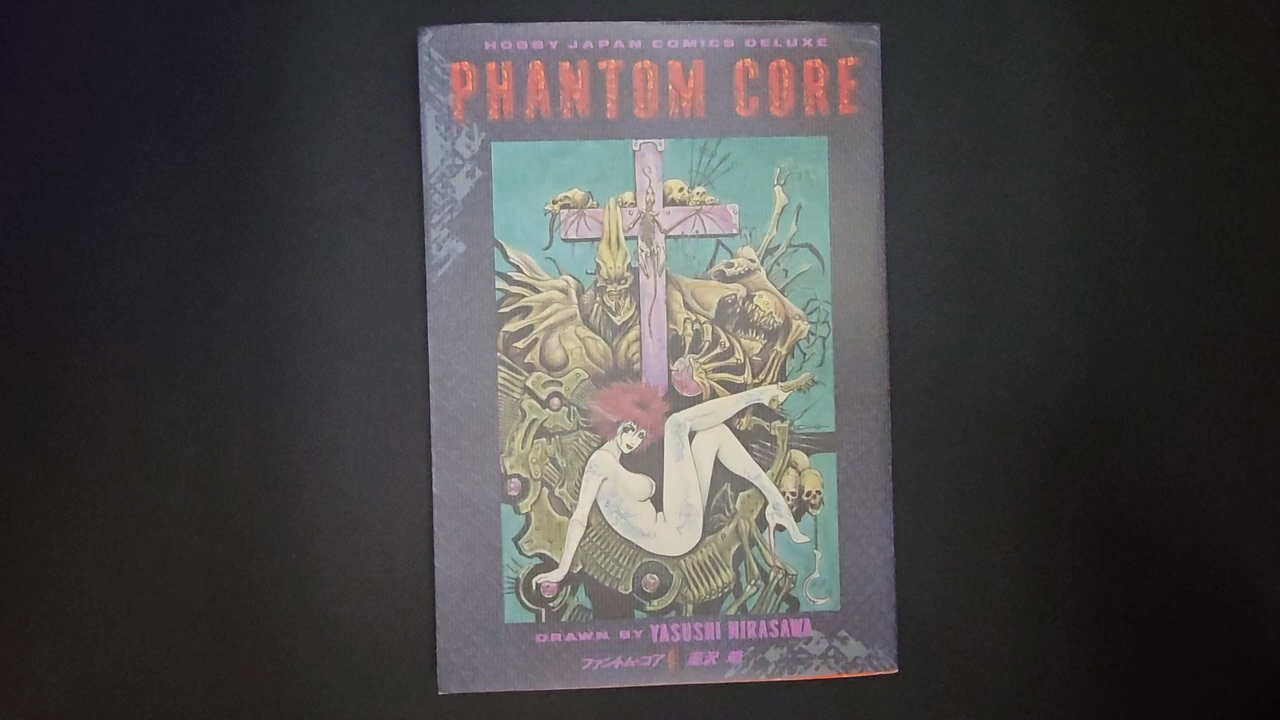 HOBBY JAPAN COMICS DELUXE
PHANTOM CORE
DRAWN BY YASUSHI NIRASAWA
ファントム・コア 韮沢 靖